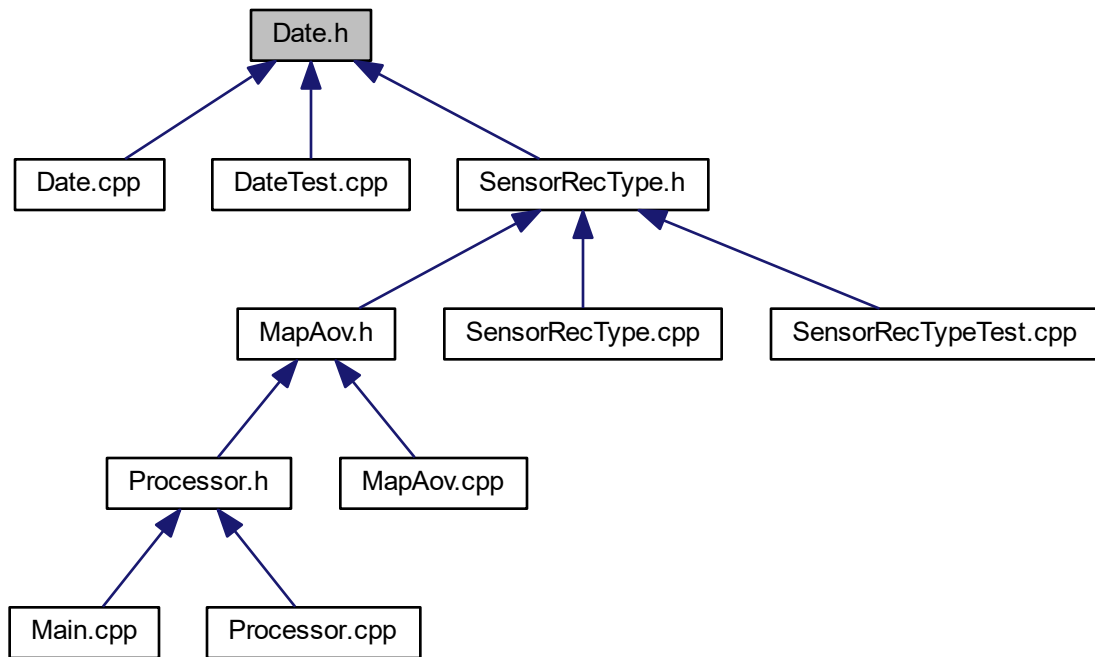 Date.h
Date.cpp
DateTest.cpp
SensorRecType.h
MapAov.h
SensorRecType.cpp
SensorRecTypeTest.cpp
Processor.h
MapAov.cpp
Main.cpp
Processor.cpp